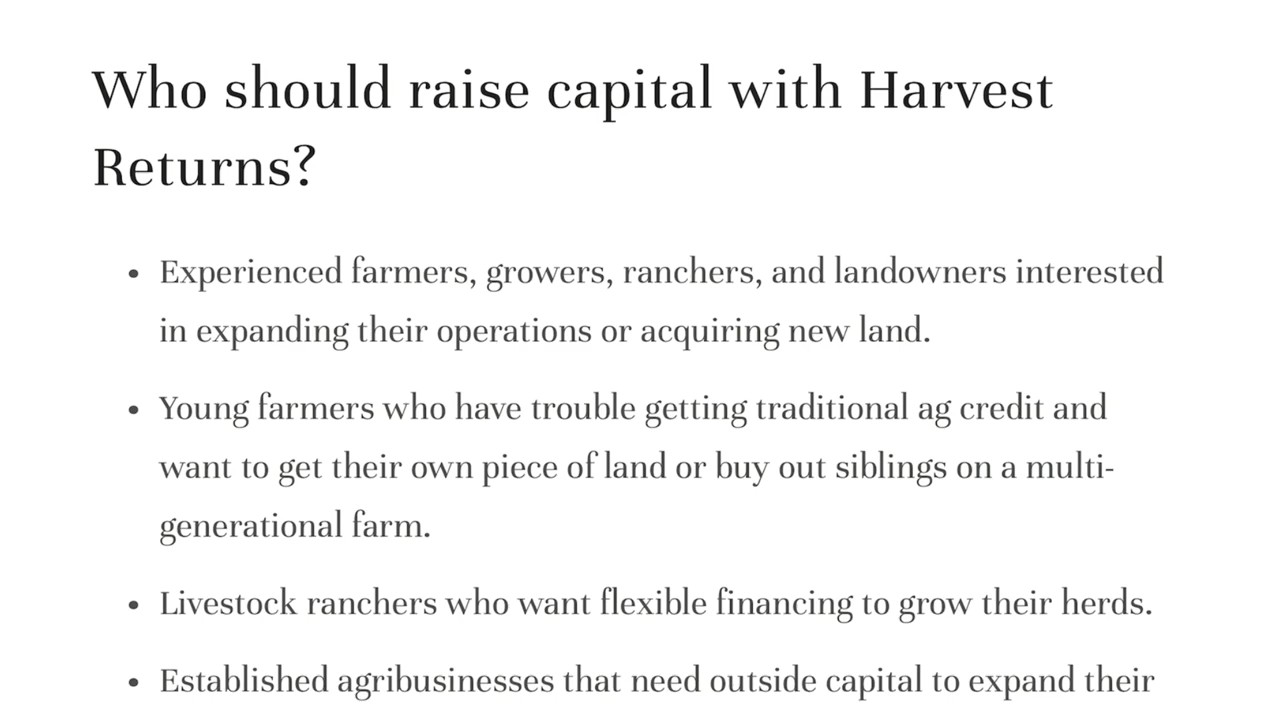 Who should raise capital with Harvest
Returns?
• Experienced farmers, growers, ranchers, and landowners interested
in expanding their operations or acquiring new land.
• Young farmers who have trouble getting traditional ag credit and
want to get their own piece of land or buy out siblings on a multi-
generational farm.
• Livestock ranchers who want flexible financing to grow their herds.
• Established agribusinesses that need outside capital to expand their